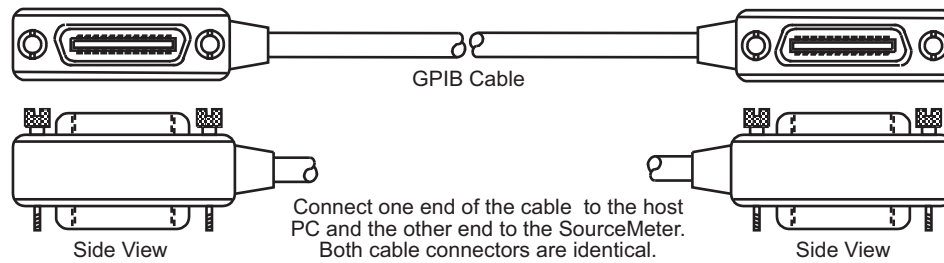 GPIB Cable
Connect one end of the cable to the host
PC and the other end to the SourceMeter.
Both cable connectors are identical.
Side View
Side View